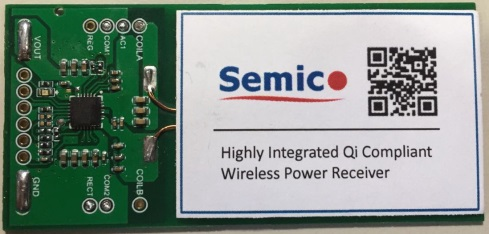 VOUT
REG
COM1
AC1
COILA
GND
RECT
COM2
COILB
Semico
Highly Integrated Qi Compliant
Wireless Power Receiver